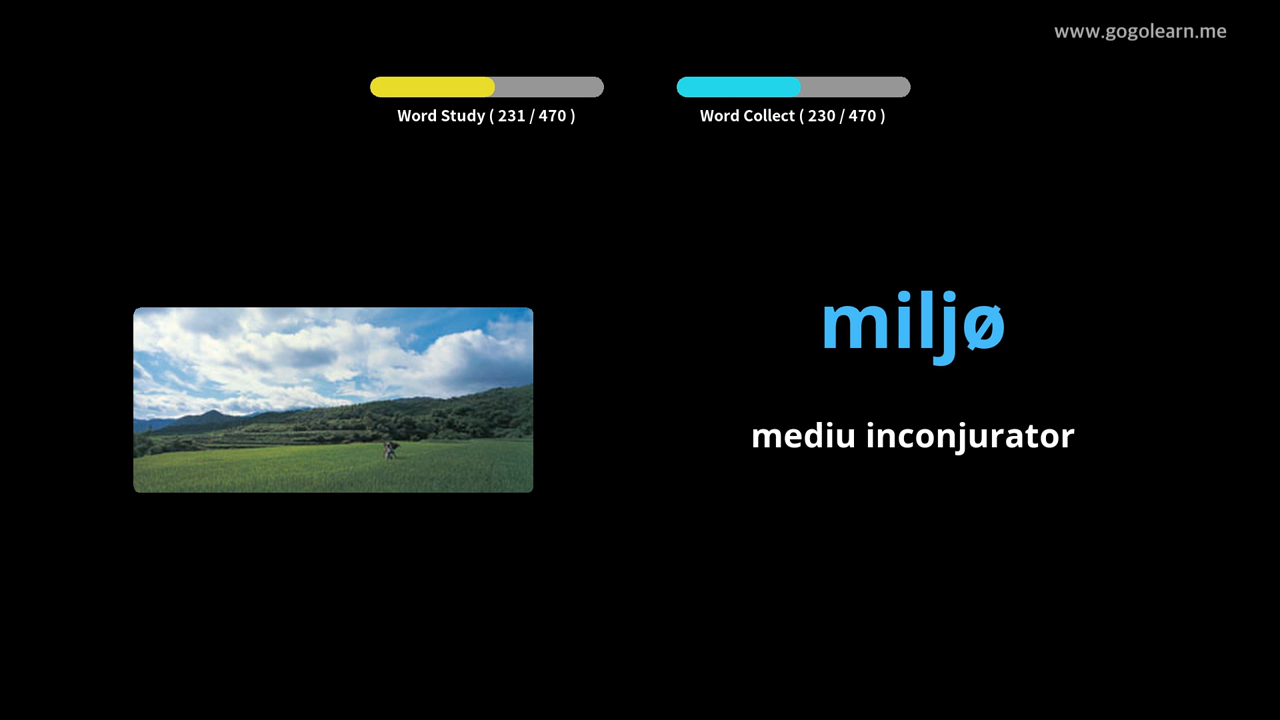 www.gogolearn.me
Word Study ( 231 / 470 )
Word Collect ( 230 / 470 )
miljø
mediu inconjurator